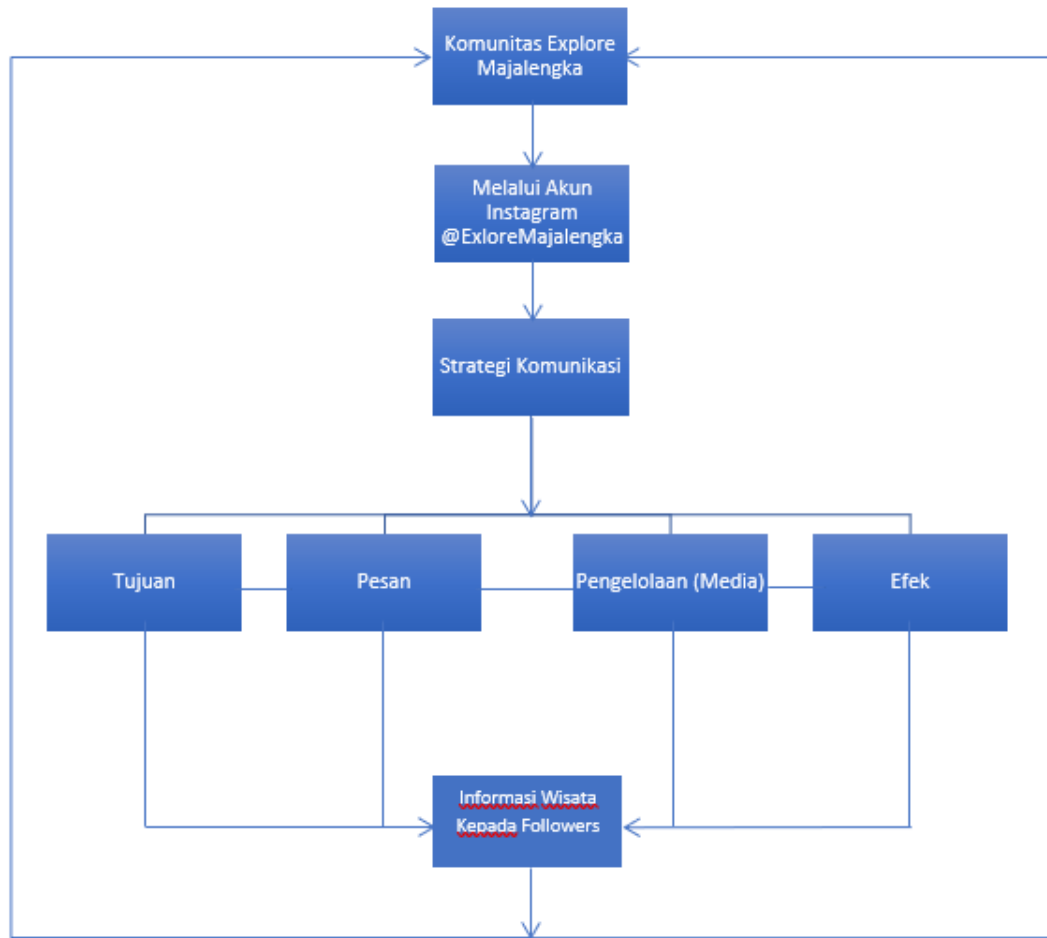 Komunitas Explore
Majalengka
Melalui Akun
Instagram
@ExloreMajalengka
Strategi Komunikasi
Tujuan
Pesan
Pengelolaan (Media)
Efek
Informasi Wisata
Kepada Followers